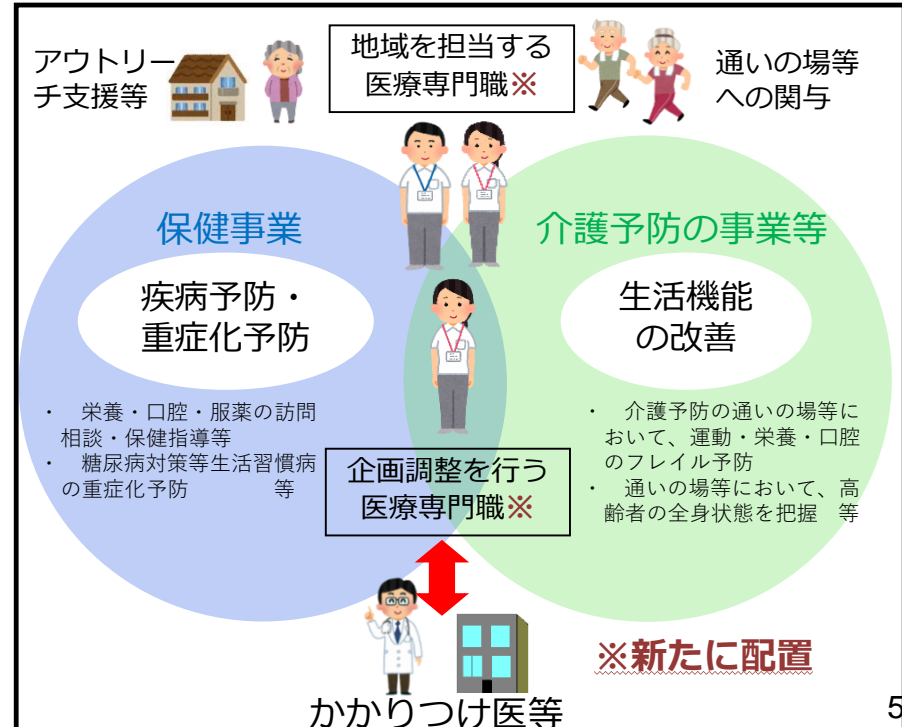 アウトリー
チ支援等
地域を担当する
医療専門職※
通いの場等
への関与
保健事業
疾病予防・
重症化予防
・　栄養・口腔・服薬の訪問
相談・保健指導等
・　糖尿病対策等生活習慣病
の重症化予防　　　等
介護予防の事業等
生活機能
の改善
・　介護予防の通いの場等に
おいて、運動・栄養・口腔
のフレイル予防
・　通いの場等において、高
齢者の全身状態を把握　等
企画調整を行う
医療専門職※
かかりつけ医等
※新たに配置
5